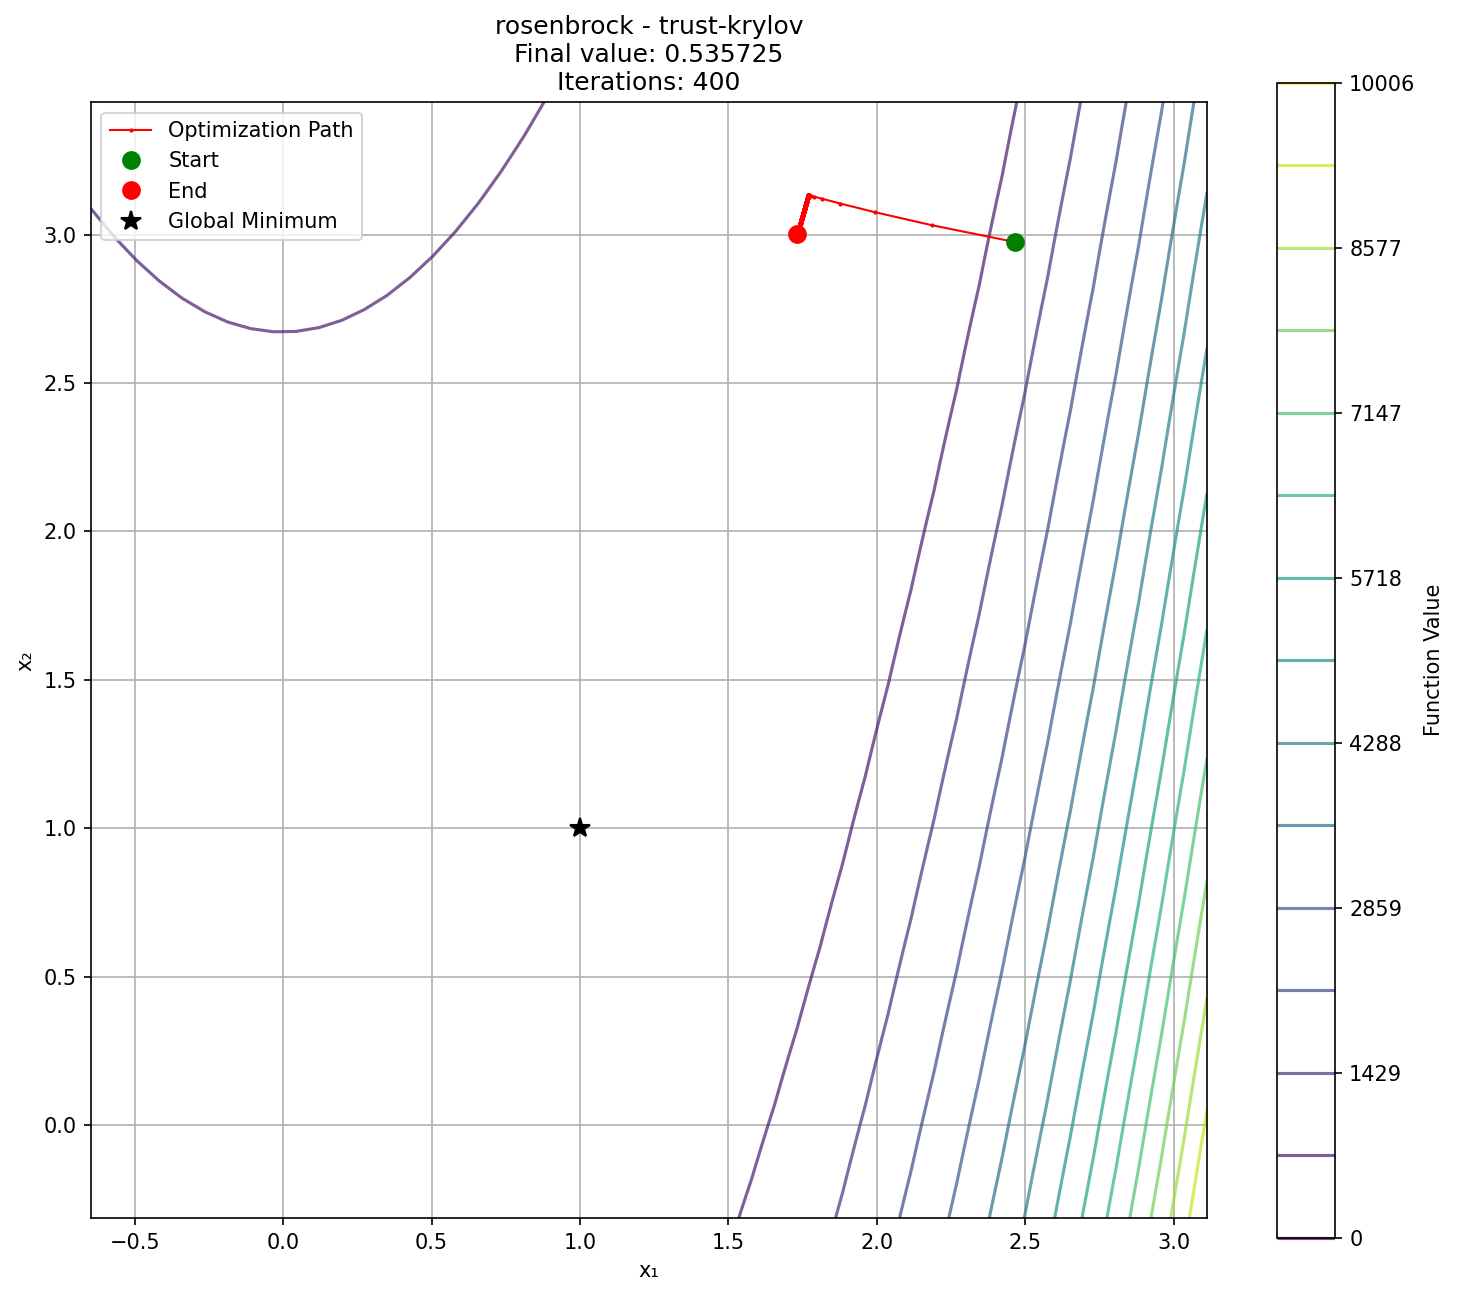 rosenbrock - trust-krylov
Final value: 0.535725
Iterations: 400
Optimization Path
Start
End
Global Minimum
3.0
2.5
2.0
1.5
1.0
0.5
0.0
x₂
−0.5
0.0
0.5
1.0
1.5
2.0
2.5
3.0
x₁
10006
8577
7147
5718
4288
2859
1429
0
Function Value